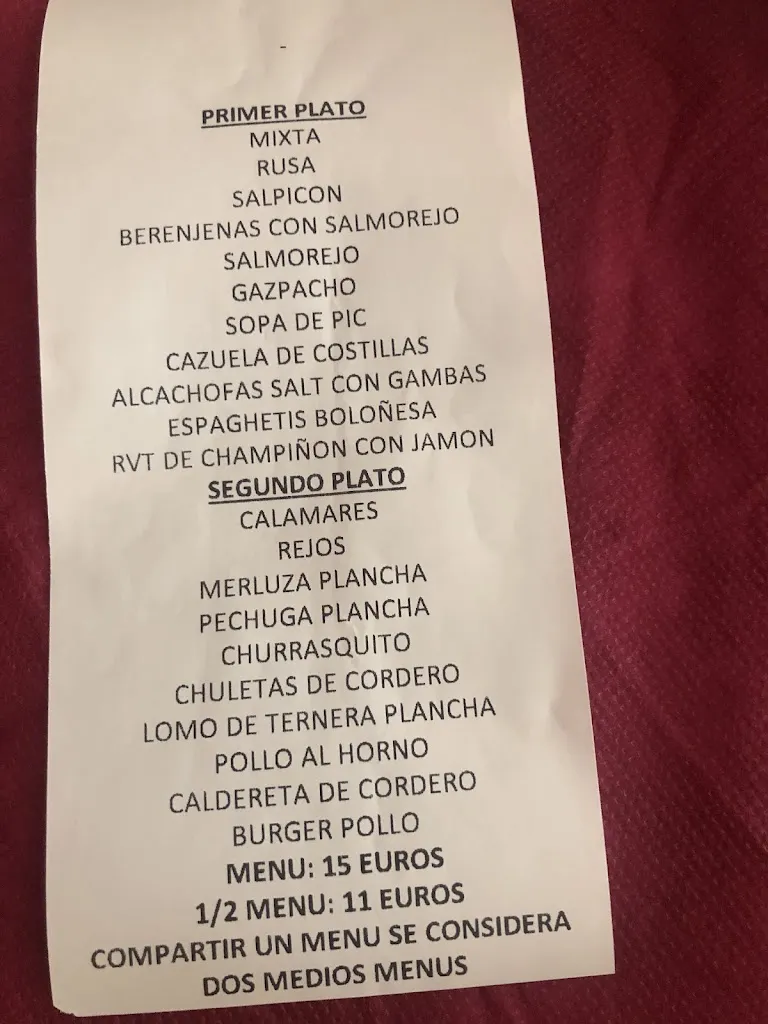 PRIMER PLATO
MIXTA
RUSA
SALPICON
BERENJENAS CON SALMOREJO
SALMOREJO
GAZPACHO
SOPA DE PIC
CAZUELA DE COSTILLAS
ALCACHOFAS SALT CON GAMBAS
ESPAGHETIS BOLOÑESA
RVT DE CHAMPIÑON CON JAMON
SEGUNDO PLATO
CALAMARES
REJOS
MERLUZA PLANCHA
PECHUGA PLANCHA
CHURRASQUITO
CHULETAS DE CORDERO
LOMO DE TERNERA PLANCHA
POLLO AL HORNO
CALDERETA DE CORDERO
BURGER POLLO
MENU: 15 EUROS
1/2 MENU: 11 EUROS
COMPARTIR UN MENU SE CONSIDERA
DOS MEDIOS MENUS